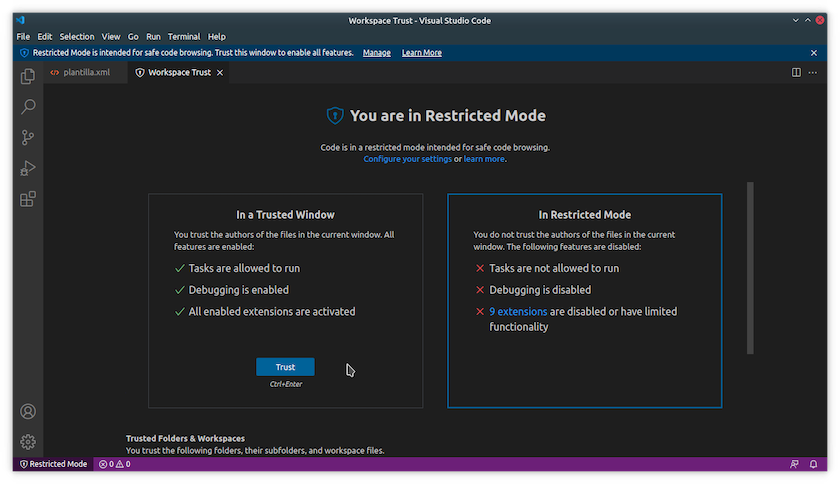 Workspace Trust - Visual Studio Code
File Edit Selection View Go Run Terminal Help
Restricted Mode is intended for safe code browsing. Trust this window to enable all features. Manage Learn More
plantilla.xml Workspace Trust
You are in Restricted Mode
Code is in a restricted mode intended for safe code browsing.
Configure your settings or learn more.
In a Trusted Window
You trust the authors of the files in the current window. All
features are enabled:
Tasks are allowed to run
Debugging is enabled
All enabled extensions are activated
Trust
Ctrl+Enter
In Restricted Mode
You do not trust the authors of the files in the current
window. The following features are disabled:
Tasks are not allowed to run
Debugging is disabled
9 extensions are disabled or have limited
functionality
Trusted Folders & Workspaces
You trust the following folders, their subfolders, and workspace files.
Restricted Mode 0 0